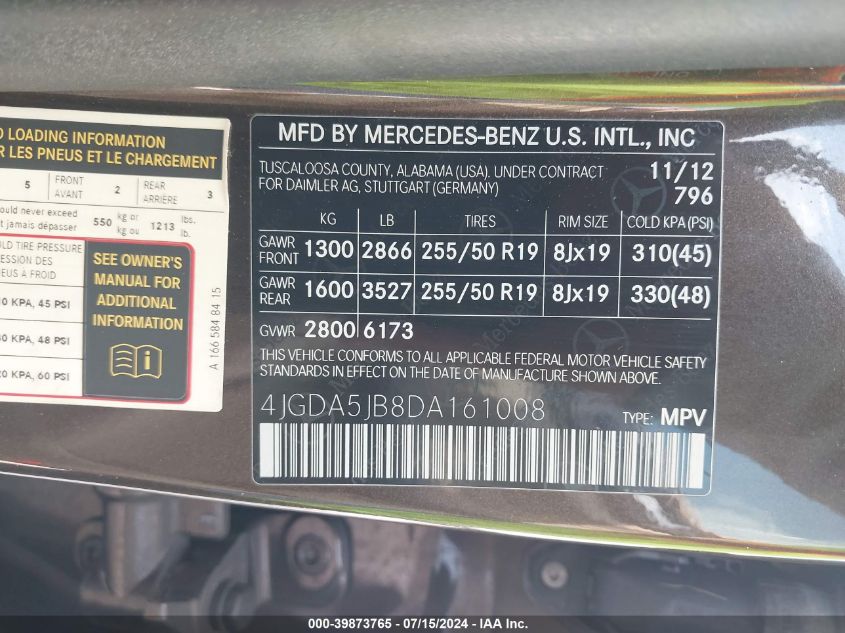 D LOADING INFORMATION
R LES PNEUS ET LE CHARGEMENT
5 FRONT AVANT 2 REAR ARRIÈRE 3
ould never exceed 550 kg or 1213 lbs.
t jamais dépasser kg ou lb.
LD TIRE PRESSURE
ESSION DES
EUS A FROID
0 KPA, 45 PSI
0 KPA, 48 PSI
20 KPA, 60 PSI
SEE OWNER'S
MANUAL FOR
ADDITIONAL
INFORMATION
A 166 584 84 15
MFD BY MERCEDES-BENZ U.S. INTL., INC
TUSCALOOSA COUNTY, ALABAMA (USA). UNDER CONTRACT 11/12
FOR DAIMLER AG, STUTTGART (GERMANY) 796
KG LB TIRES RIM SIZE COLD KPA(PSI)
GAWR FRONT 1300 2866 255/50 R19 8Jx19 310(45)
GAWR REAR 1600 3527 255/50 R19 8Jx19 330(48)
GVWR 2800 6173
THIS VEHICLE CONFORMS TO ALL APPLICABLE FEDERAL MOTOR VEHICLE SAFETY
STANDARDS IN EFFECT ON THE DATE OF MANUFACTURE SHOWN ABOVE.
4JGDA5JB8DA161008 TYPE: MPV
000-39873765 - 07/15/2024 - IAA Inc.